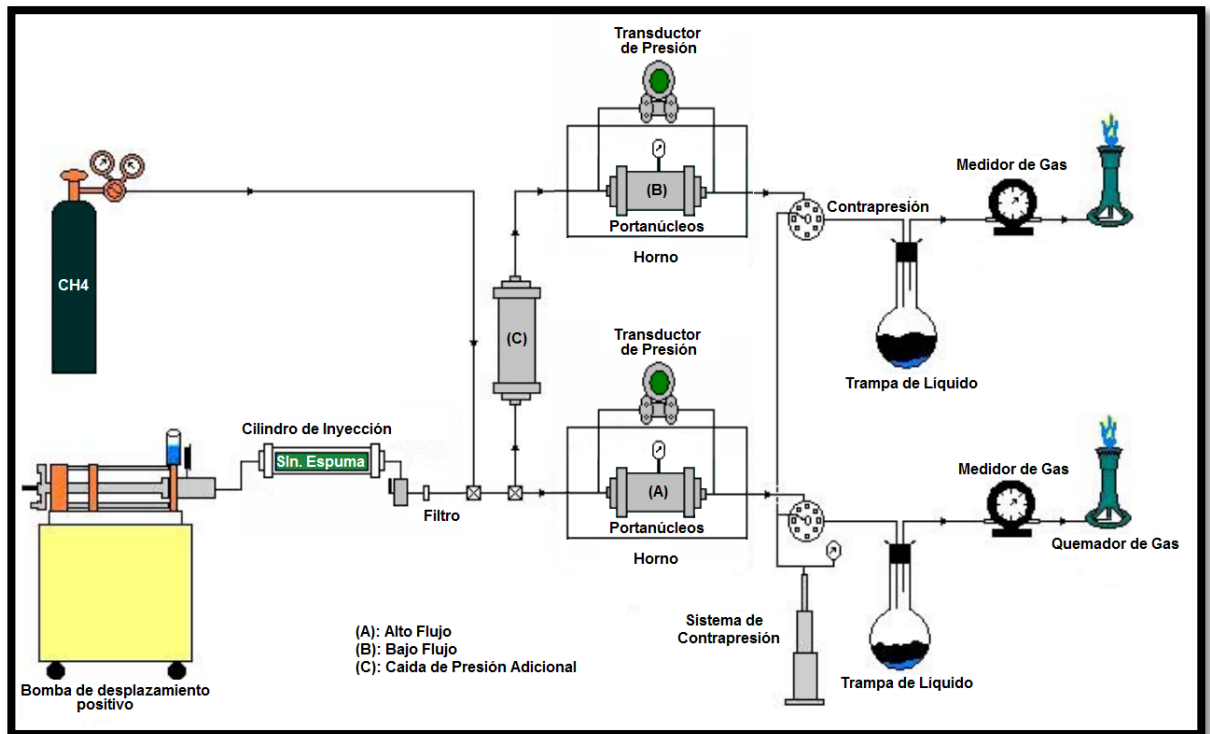 Transductor
de Presión
(B)
Portanúcleos
Horno
Contrapresión
Medidor de Gas
CH4
(C)
Trampa de Líquido
Transductor
de Presión
Cilindro de Inyección
Sln. Espuma
Filtro
(A)
Portanúcleos
Horno
Medidor de Gas
Quemador de Gas
Sistema de
Contrapresión
Trampa de Líquido
(A): Alto Flujo
(B): Bajo Flujo
(C): Caida de Presión Adicional
Bomba de desplazamiento
positivo